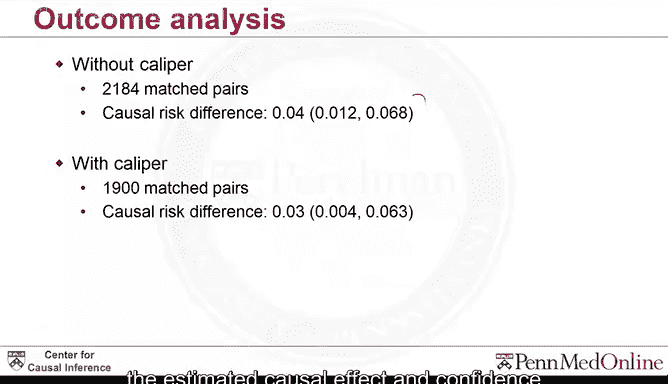 Outcome analysis
Without caliper
2184 matched pairs
Causal risk difference: 0.04 (0.012, 0.068)
With caliper
1900 matched pairs
Causal risk difference: 0.03 (0.004, 0.063)
Center for
Causal Inference
PennMedOnline
the estimated causal effect and confidence